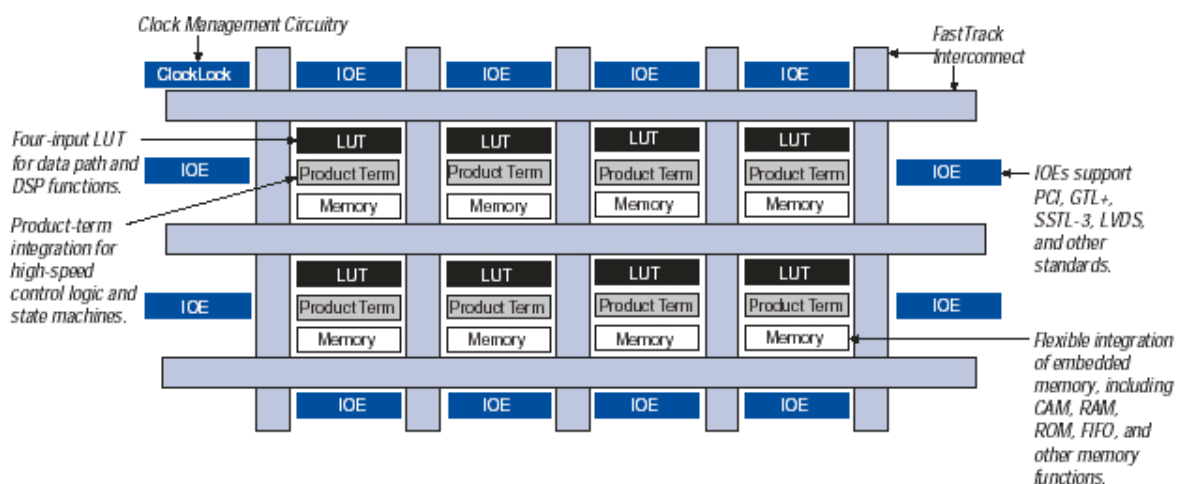 Clock Management Circuitry
FastTrack
Interconnect
ClockLock
IOE
IOE
IOE
IOE
Four-input LUT
for data path and
DSP functions.
LUT
LUT
LUT
LUT
IOE
Product Term
Product Term
Product Term
Product Term
IOE
Memory
Memory
Memory
Memory
IOEs support
PCI, GTL+,
SSTL-3, LVDS,
and other
standards.
Product-term
integration for
high-speed
control logic and
state machines.
LUT
LUT
LUT
LUT
IOE
Product Term
Product Term
Product Term
Product Term
IOE
Memory
Memory
Memory
Memory
Flexible integration
of embedded
memory, including
CAM, RAM,
ROM, FIFO, and
other memory
functions.
IOE
IOE
IOE
IOE